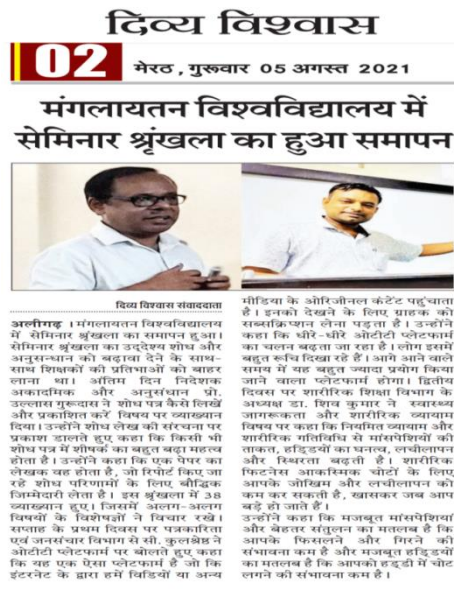 दिव्य विश्वास
02
मेरठ , गुरूवार 05 अगस्त 2021
मंगलायतन विश्वविद्यालय में
सेमिनार श्रृंखला का हुआ समापन
दिव्य विश्वास संवाददाता
अलीगढ़ । मंगलायतन विश्वविद्यालय
में सेमिनार श्रृंखला का समापन हुआ।
सेमिनार श्रृंखला का उद्देश्य शोध और
अनुसन्धान को बढ़ावा देने के साथ-
साथ शिक्षकों की प्रतिभाओं को बाहर
लाना था। अंतिम दिन निदेशक
अकादमिक और अनुसंधान प्रो.
उल्लास गुरूदास ने शोध पत्र कैसे लिखें
और प्रकाशित करें विषय पर व्याख्यान
दिया। उन्होंने शोध लेख की संरचना पर
प्रकाश डालते हुए कहा कि किसी भी
शोध पत्र में शीर्षक का बहुत बढ़ा महत्व
होता है। उन्होंने कहा कि एक पेपर का
लेखक वह होता है, जो रिपोर्ट किए जा
रहे शोध परिणामों के लिए बौद्धिक
जिम्मेदारी लेता है। इस श्रृंखला में 38
व्याख्यान हुए। जिसमें अलग-अलग
विषयों के विशेषज्ञों ने विचार रखे।
सप्ताह के प्रथम दिवस पर पत्रकारिता
एवं जनसंचार विभाग से सी. कुलश्रेष्ठ ने
ओटीटी प्लेटफार्म पर बोलते हुए कहा
कि यह एक ऐसा प्लेटफार्म है जो कि
इंटरनेट के द्वारा हमें विडियो या अन्य
मीडिया के ओरिजीनल कंटेंट पहुंचाता
है। इनको देखने के लिए ग्राहक को
सब्सक्रिप्शन लेना पड़ता है। उन्होंने
कहा कि धीरे-धीरे ओटीटी प्लेटफार्म
का चलन बढ़ता जा रहा है। लोग इसमें
बहुत रूचि दिखा रहे हैं। आगे आने वाले
समय में यह बहुत ज्यादा प्रयोग किया
जाने वाला प्लेटफार्म होगा। द्वितीय
दिवस पर शारीरिक शिक्षा विभाग के
अध्यक्ष डा. शिव कुमार ने स्वास्थ्य
जागरूकता और शारीरिक व्यायाम
विषय पर कहा कि नियमित व्यायाम और
शारीरिक गतिविधि से मांसपेशियों की
ताकत, हड्डियों का घनत्व, लचीलापन
और स्थिरता बढ़ती है। शारीरिक
फिटनेस आकस्मिक चोटों के लिए
आपके जोखिम और लचीलापन को
कम कर सकती है, खासकर जब आप
बड़े हो जाते हैं।
उन्होंने कहा कि मजबूत मांसपेशियां
और बेहतर संतुलन का मतलब है कि
आपके फिसलने और गिरने की
संभावना कम है और मजबूत हड्डियों
का मतलब है कि आपको हड्डी में चोट
लगने की संभावना कम है।